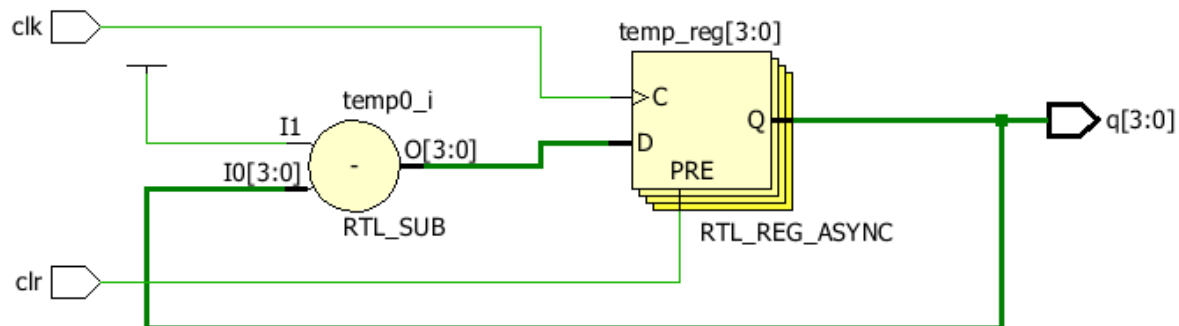 clk
temp_reg[3:0]
temp0_i
I1
I0[3:0]
-
O[3:0]
RTL_SUB
C
D
Q
PRE
RTL_REG_ASYNC
q[3:0]
clr